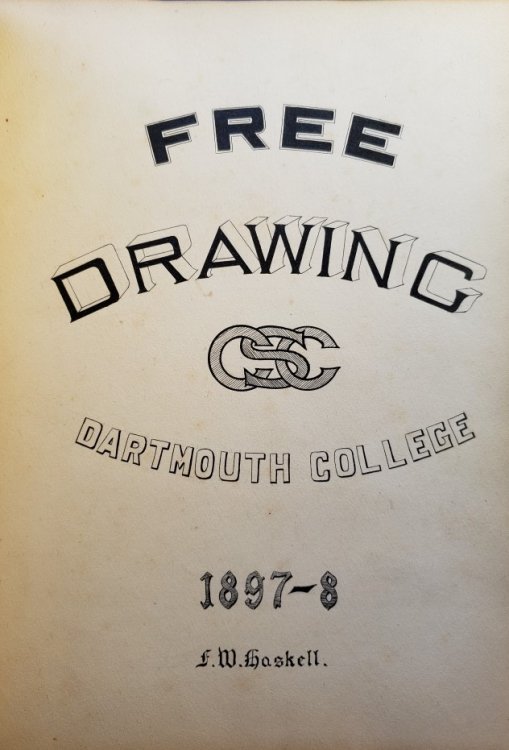 FREE
DRAWING
CSC
DARTMOUTH COLLEGE
1897-8
F.W. Haskell.